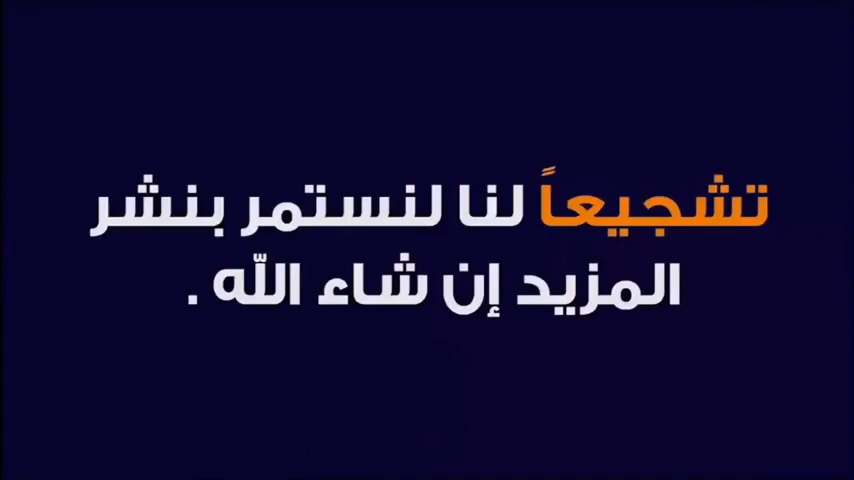 تشجيعاً لنا لنستمر بنشر
المزيد إن شاء الله .